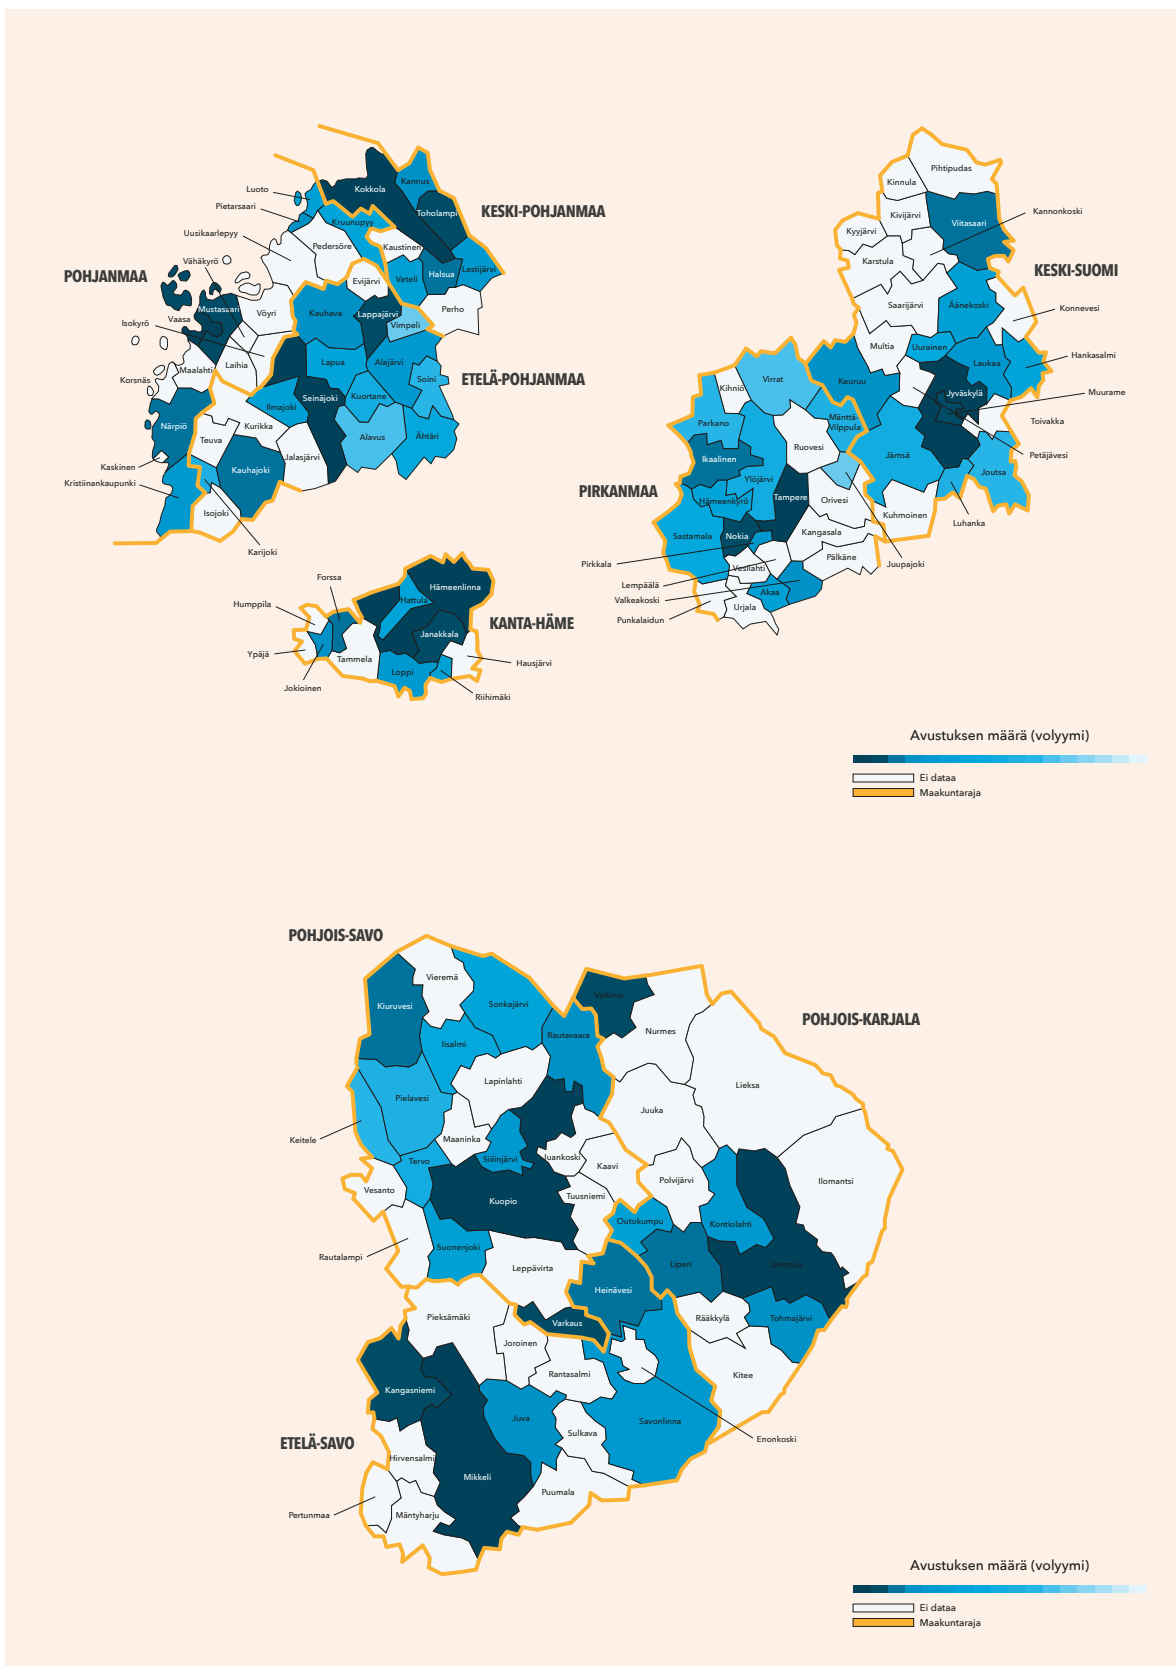 Pihtipudas
Kinnula
Kannus
Kokkola
Luoto
Toholampi
KESKI-POHJANMAA
Kivijärvi
Viitasaari
Kannonkoski
Pietarsaari
Kruunupyy
Uusikaarlepyy
Pedersöre
Kaustinen
Kyyjärvi
Karstula
KESKI-SUOMI
Vähäkyrö
POHJANMAA
Evijärvi
Veteli
Halsua
Lestijärvi
Saarijärvi
Äänekoski
Konnevesi
Mustasaari
Vaasa
Vöyri
Kauhava
Lappajärvi
Perho
Isokyrö
Vimpeli
Multia
Uurainen
Laukaa
Hankasalmi
Korsnäs
Maalahti
Laihia
Lapua
Alajärvi
Soini
ETELÄ-POHJANMAA
Kihniö
Virrat
Keuruu
Jyväskylä
Muurame
Närpiö
Ilmajoki
Seinäjoki
Kuortane
Parkano
Mänttä-
Vilppula
Toivakka
Teuva
Kurikka
Alavus
Ähtäri
Ruovesi
Jämsä
Petäjävesi
Kaskinen
Kauhajoki
Jalasjärvi
Ikaalinen
Joutsa
Kristiinankaupunki
PIRKANMAA
Ylöjärvi
Tampere
Hämeenkyrö
Orivesi
Isojoki
Kuhmoinen
Luhanka
Karijoki
Sastamala
Nokia
Kangasala
Pirkkala
Pälkäne
Juupajoki
Forssa
Hämeenlinna
Vesilahti
Lempäälä
Humppila
Hattula
Valkeakoski
Akaa
Urjala
Punkalaidun
KANTA-HÄME
Janakkala
Ypäjä
Tammela
Hausjärvi
Loppi
Jokioinen
Riihimäki
Avustuksen määrä (volyymi)
Ei dataa
Maakuntaraja
POHJOIS-SAVO
Vieremä
Kiuruvesi
Sonkajärvi
Valtimo
POHJOIS-KARJALA
Nurmes
Rautavaara
Iisalmi
Lapinlahti
Lieksa
Pielavesi
Juuka
Keitele
Maaninka
Siilinjärvi
Juankoski
Kaavi
Tervo
Vesanto
Polvijärvi
Ilomantsi
Kuopio
Tuusniemi
Outokumpu
Kontiolahti
Rautalampi
Suonenjoki
Leppävirta
Liperi
Joensuu
Heinävesi
Pieksämäki
Varkaus
Rääkkylä
Tohmajärvi
Joroinen
Rantasalmi
Kitee
Kangasniemi
Juva
Savonlinna
Sulkava
Enonkoski
ETELÄ-SAVO
Hirvensalmi
Mikkeli
Puumala
Pertunmaa
Mäntyharju
Avustuksen määrä (volyymi)
Ei dataa
Maakuntaraja